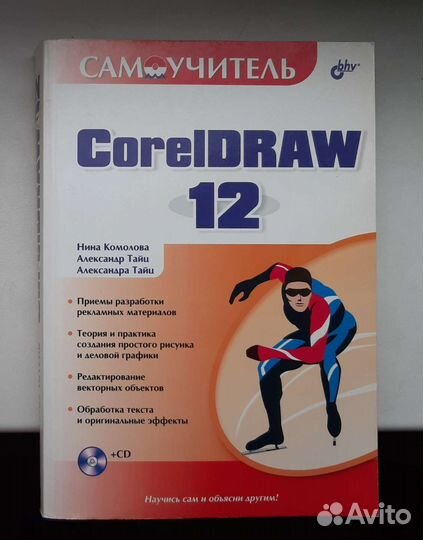 САМОУЧИТЕЛЬ
bhv®
CorelDRAW
12
Нина Комолова
Александр Тайц
Александра Тайц
• Приемы разработки
рекламных материалов
• Теория и практика
создания простого рисунка
и деловой графики
• Редактирование
векторных объектов
• Обработка текста
и оригинальные эффекты
+CD
Научись сам и объясни другим!
Avito